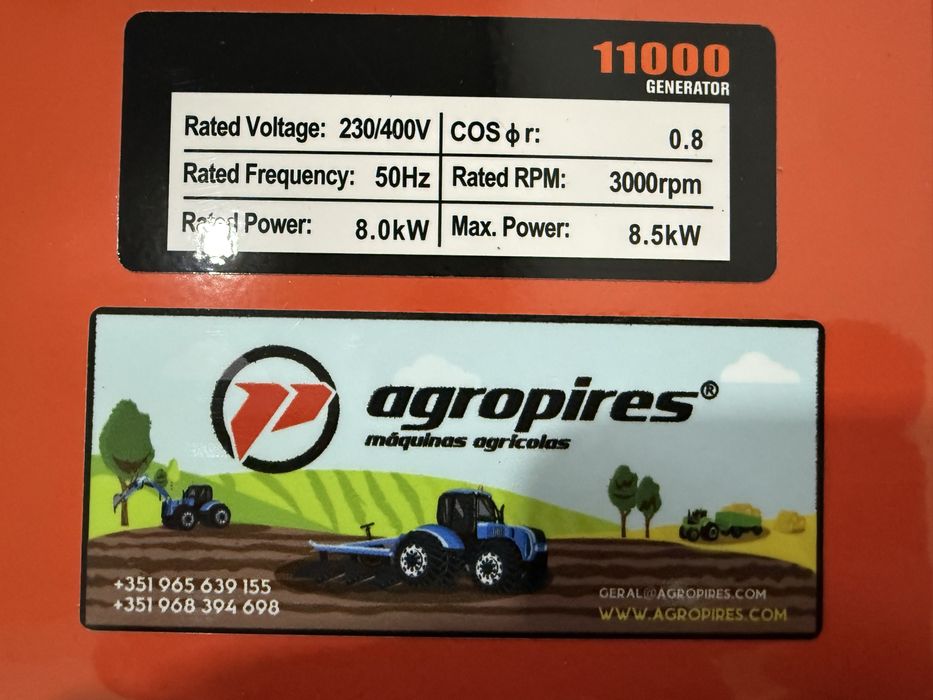 11000
GENERATOR
Rated Voltage: 230/400V COS ϕ r: 0.8
Rated Frequency: 50Hz Rated RPM: 3000rpm
Rated Power: 8.0kW Max. Power: 8.5kW
agropires®
máquinas agrícolas
+351 965 639 155
+351 968 394 698
GERAL@AGROPIRES.COM
WWW.AGROPIRES.COM